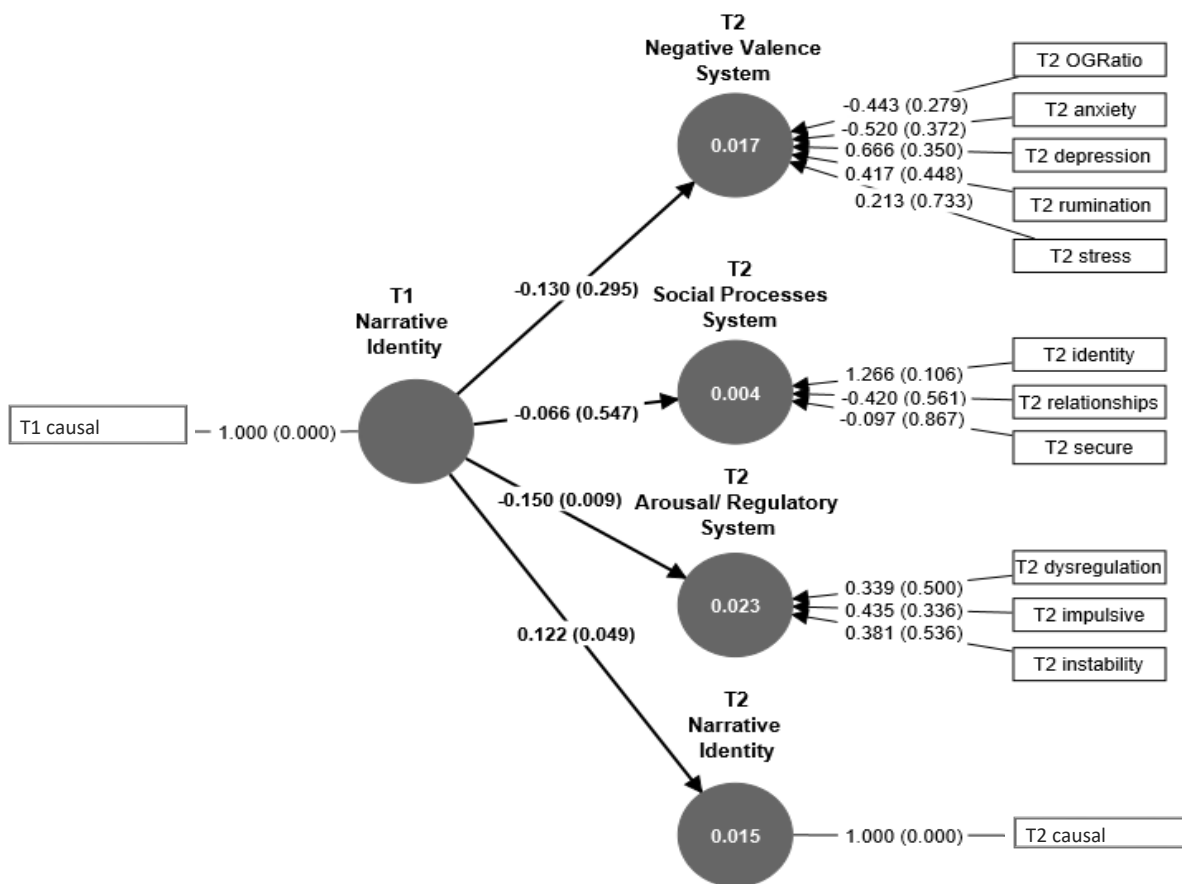 T2
Negative Valence
System
0.017
-0.443 (0.279)
-0.520 (0.372)
0.666 (0.350)
0.417 (0.448)
0.213 (0.733)
T2 OGRatio
T2 anxiety
T2 depression
T2 rumination
T2 stress
-0.130 (0.295)
T2
Social Processes
System
0.004
1.266 (0.106)
-0.420 (0.561)
-0.097 (0.867)
T2 identity
T2 relationships
T2 secure
T1
Narrative
Identity
T1 causal
1.000 (0.000)
-0.066 (0.547)
-0.150 (0.009)
T2
Arousal/ Regulatory
System
0.023
0.339 (0.500)
0.435 (0.336)
0.381 (0.536)
T2 dysregulation
T2 impulsive
T2 instability
0.122 (0.049)
T2
Narrative
Identity
0.015
1.000 (0.000)
T2 causal